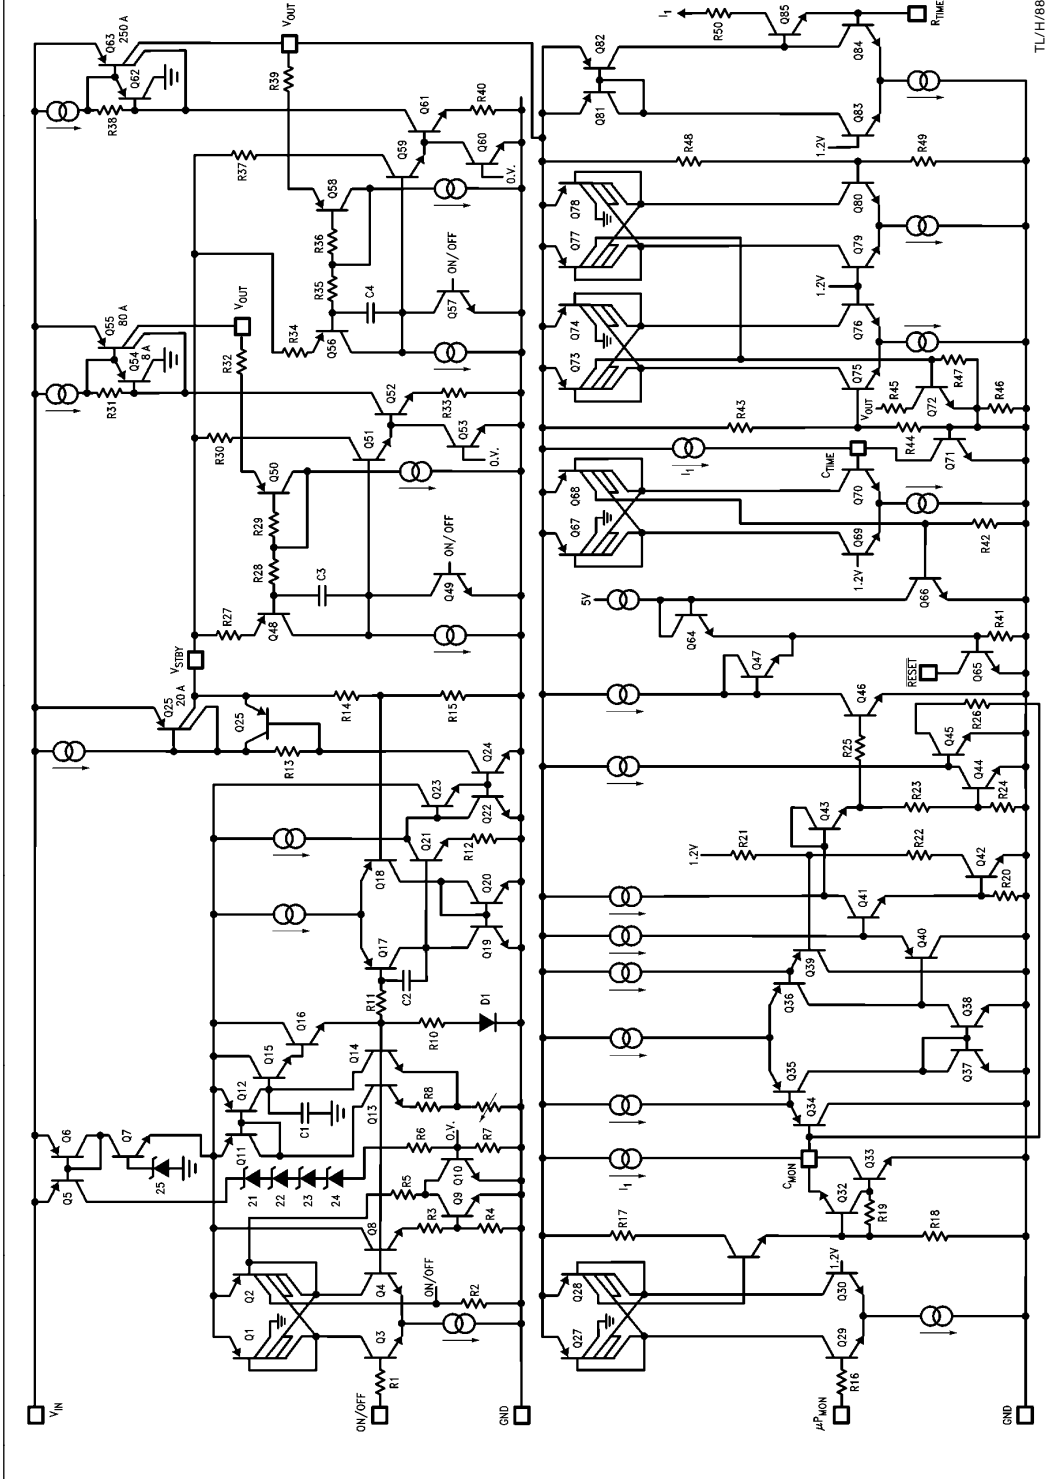 V_IN
ON/OFF
GND
R1
Q1
Q2
Q3
Q4
ON/OFF
R2
Q5
Q6
Q7
25
21
22
23
24
Q8
R3
R4
R5
Q9
Q10
R6
O.V.
R7
Q11
Q12
C1
Q13
Q14
R8
Q15
Q16
R10
D1
R11
C2
Q17
Q18
Q19
Q20
Q21
R12
Q22
Q23
Q24
Q25
20 A
Q25
R13
R14
R15
V_STBY
R27
Q48
R28
R29
C3
Q49
ON/OFF
Q50
R30
Q51
R31
Q54
8 A
Q55
80 A
R32
V_OUT
Q52
R33
Q53
O.V.
R34
Q56
R35
R36
C4
Q57
ON/OFF
Q58
R37
Q59
R38
Q62
Q63
250 A
R39
V_OUT
Q60
O.V.
Q61
R40
μP_MON
GND
R16
Q27
Q28
Q29
Q30
1.2V
R17
R18
R19
Q32
Q33
I1
C_MON
Q34
Q35
Q36
Q37
Q38
Q39
Q40
Q41
R20
Q42
1.2V
R21
R22
Q43
R23
R24
Q44
Q45
R25
R26
Q46
Q47
RESET
Q65
Q64
R41
5V
Q66
Q67
Q68
1.2V
Q69
Q70
R42
I1
C_TIME
Q71
R43
R44
V_OUT
R45
R46
R47
Q72
Q73
Q74
Q75
Q76
1.2V
Q77
Q78
Q79
Q80
R48
R49
1.2V
Q81
Q82
Q83
Q84
Q85
R50
I1
R_TIME
TL/H/88